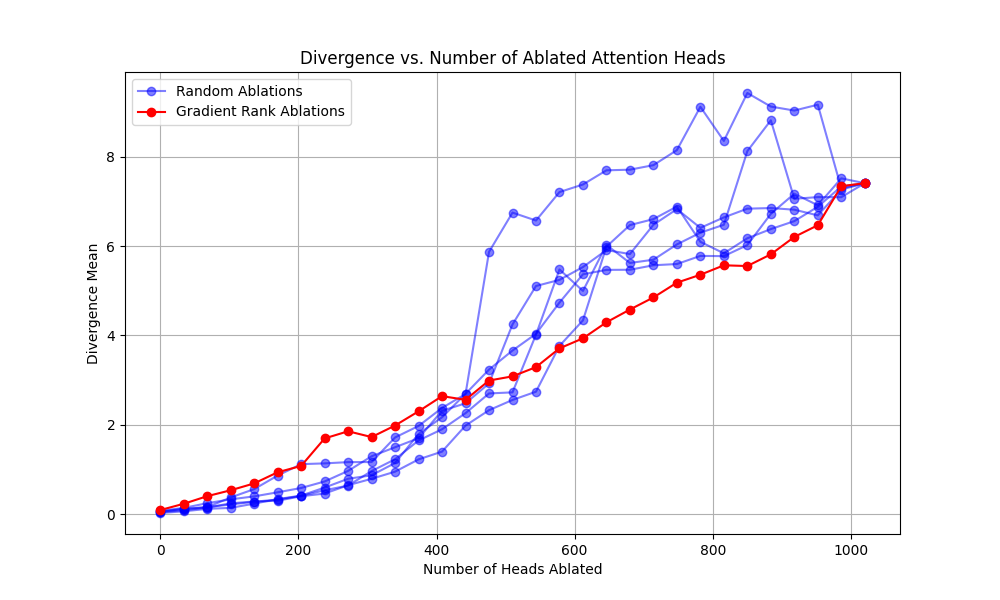 Divergence vs. Number of Ablated Attention Heads
Random Ablations
Gradient Rank Ablations
Divergence Mean
8
6
4
2
0
0 200 400 600 800 1000
Number of Heads Ablated